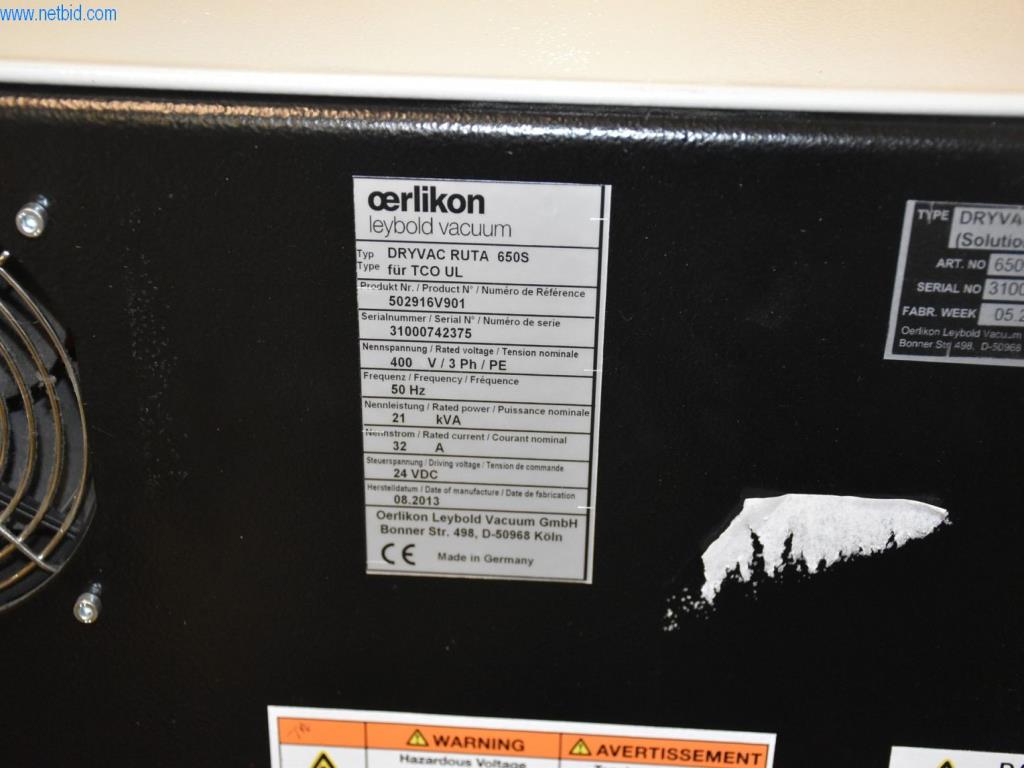 www.netbid.com
œrlikon
leybold vacuum
Typ DRYVAC RUTA 650S
Type für TCO UL
Produkt Nr. / Product N° / Numéro de Référence
502916V901
Serialnummer / Serial N° / Numéro de serie
31000742375
Nennspannung / Rated voltage / Tension nominale
400 V / 3 Ph / PE
Frequenz / Frequency / Fréquence
50 Hz
Nennleistung / Rated power / Puissance nominale
21 kVA
Nennstrom / Rated current / Courant nominal
32 A
Steuerspannung / Driving voltage / Tension de commande
24 VDC
Herstelldatum / Date of manufacture / Date de fabrication
08.2013
Oerlikon Leybold Vacuum GmbH
Bonner Str. 498, D-50968 Köln
CE Made in Germany
TYPE DRYVA
(Solutio
ART. NO 650
SERIAL NO 3100
FABR. WEEK 05.2
Oerlikon Leybold Vacuum
Bonner Str. 498, D-50968
WARNING
AVERTISSEMENT
Hazardous Voltage